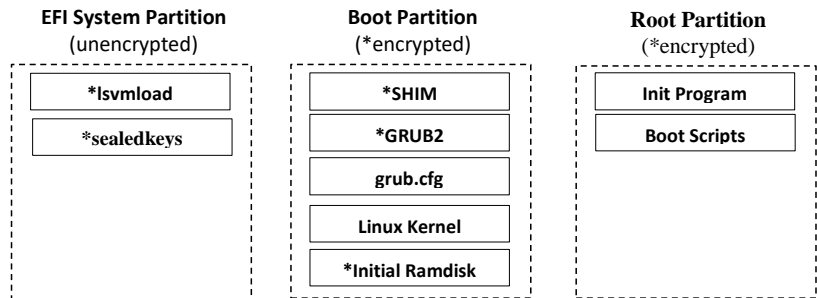 EFI System Partition
(unencrypted)
*lsvmload
*sealedkeys
Boot Partition
(*encrypted)
*SHIM
*GRUB2
grub.cfg
Linux Kernel
*Initial Ramdisk
Root Partition
(*encrypted)
Init Program
Boot Scripts